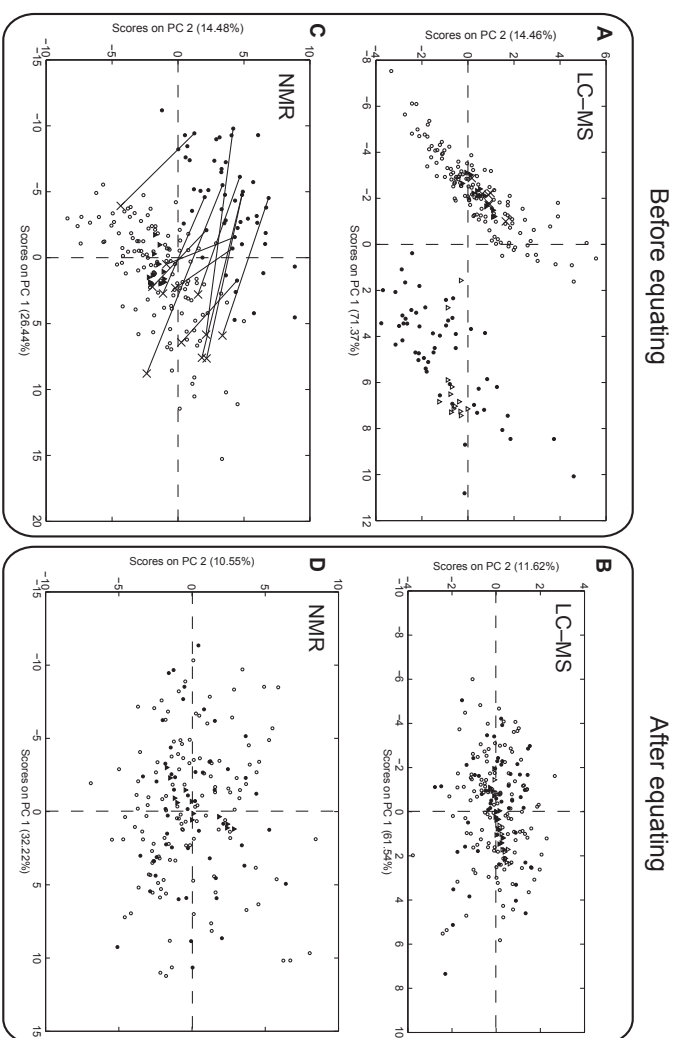 Before equating
After equating
A
LC–MS
6
4
2
0
−2
−4
Scores on PC 2 (14.46%)
−8 −6 −4 −2 0 2 4 6 8 10 12
Scores on PC 1 (71.37%)
B
LC–MS
4
2
0
−2
−4
Scores on PC 2 (11.62%)
−10 −8 −6 −4 −2 0 2 4 6 8 10
Scores on PC 1 (61.54%)
C
NMR
10
5
0
−5
−10
Scores on PC 2 (14.48%)
−15 −10 −5 0 5 10 15 20
Scores on PC 1 (26.44%)
D
NMR
10
5
0
−5
−10
Scores on PC 2 (10.55%)
−15 −10 −5 0 5 10 15
Scores on PC 1 (32.22%)